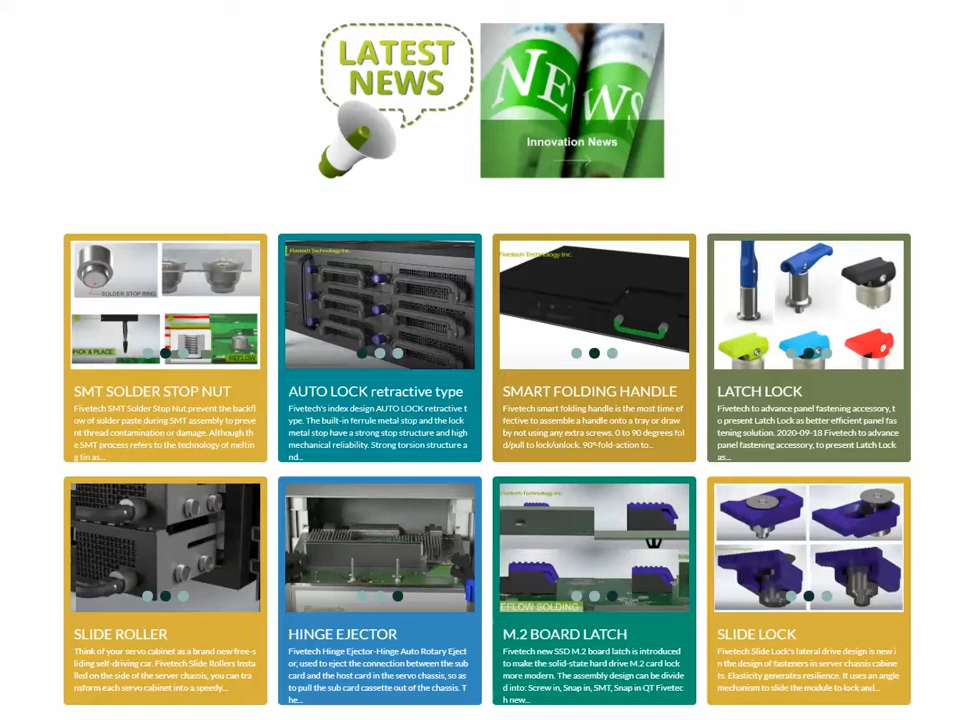 LATEST
NEWS
NEWS
Innovation News
SOLDER STOP RING
PICK & PLACE
REFLOW
SMT SOLDER STOP NUT
Fivetech SMT Solder Stop Nut prevent the backfl
ow of solder paste during SMT assembly to preve
nt thread contamination or damage. Although th
e SMT process refers to the technology of meltin
g tin as...
Fivetech Technology Inc.
AUTO LOCK retractive type
Fivetech's index design AUTO LOCK retractive t
ype. The built-in ferrule metal stop and the lock
metal stop have a strong stop structure and high
mechanical reliability. Strong torsion structure a
nd...
Fivetech Technology Inc.
SMART FOLDING HANDLE
Fivetech smart folding handle is the most time ef
fective to assemble a handle onto a tray or draw
by not using any extra screws. 0 to 90 degrees fol
d/pull to lock/unlock. 90°-fold-action to...
LATCH LOCK
Fivetech to advance panel fastening accessory, t
o present Latch Lock as better efficient panel fas
tening solution. 2020-09-18 Fivetech to advance
panel fastening accessory, to present Latch Lock
as...
SLIDE ROLLER
Think of your servo cabinet as a brand new free-s
liding self-driving car. Fivetech Slide Rollers Insta
lled on the side of the server chassis, you can tra
nsform each servo cabinet into a speedy...
HINGE EJECTOR
Fivetech Hinge Ejector-Hinge Auto Rotary Eject
or, used to eject the connection between the sub
card and the host card in the servo chassis, so as
to pull the sub card cassette out of the chassis. T
he...
Fivetech Technology Inc.
EFLOW SOLDING
M.2 BOARD LATCH
Fivetech new SSD M.2 board latch is introduced
to make the solid-state hard drive M.2 card lock
more modern. The assembly design can be divide
d into: Screw in, Snap in, SMT, Snap in QT Fivetec
h new...
SLIDE LOCK
Fivetech Slide Lock's lateral drive design is new i
n the design of fasteners in server chassis cabine
ts. Elasticity generates resilience. It uses an angle
mechanism to slide the module to lock and...